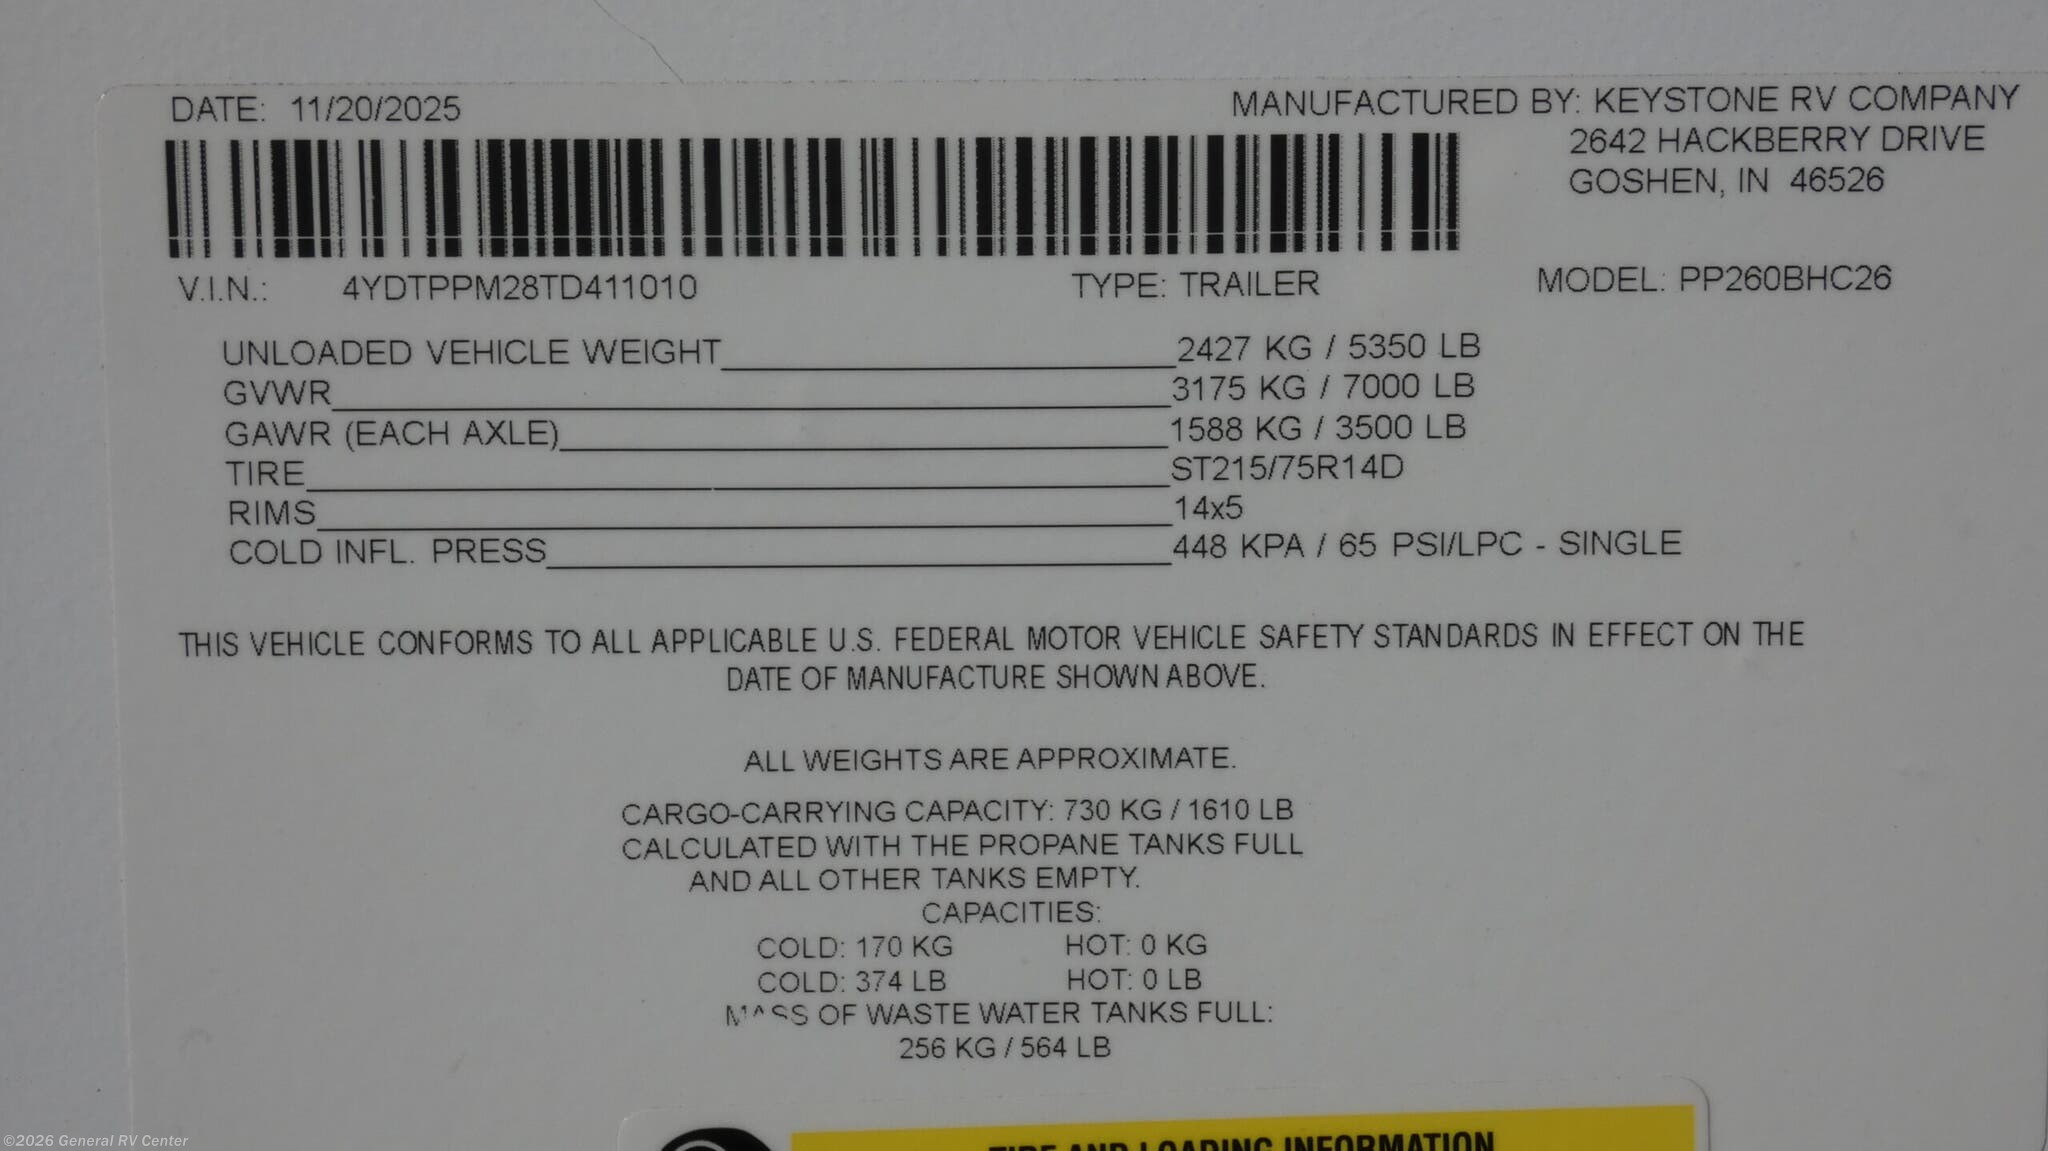 DATE: 11/20/2025
MANUFACTURED BY: KEYSTONE RV COMPANY
2642 HACKBERRY DRIVE
GOSHEN, IN 46526
V.I.N.: 4YDTPPM28TD411010 TYPE: TRAILER MODEL: PP260BHC26
UNLOADED VEHICLE WEIGHT 2427 KG / 5350 LB
GVWR 3175 KG / 7000 LB
GAWR (EACH AXLE) 1588 KG / 3500 LB
TIRE ST215/75R14D
RIMS 14x5
COLD INFL. PRESS 448 KPA / 65 PSI/LPC - SINGLE
THIS VEHICLE CONFORMS TO ALL APPLICABLE U.S. FEDERAL MOTOR VEHICLE SAFETY STANDARDS IN EFFECT ON THE
DATE OF MANUFACTURE SHOWN ABOVE.
ALL WEIGHTS ARE APPROXIMATE.
CARGO-CARRYING CAPACITY: 730 KG / 1610 LB
CALCULATED WITH THE PROPANE TANKS FULL
AND ALL OTHER TANKS EMPTY.
CAPACITIES:
COLD: 170 KG HOT: 0 KG
COLD: 374 LB HOT: 0 LB
MASS OF WASTE WATER TANKS FULL:
256 KG / 564 LB
TIRE AND LOADING INFORMATION
©2026 General RV Center